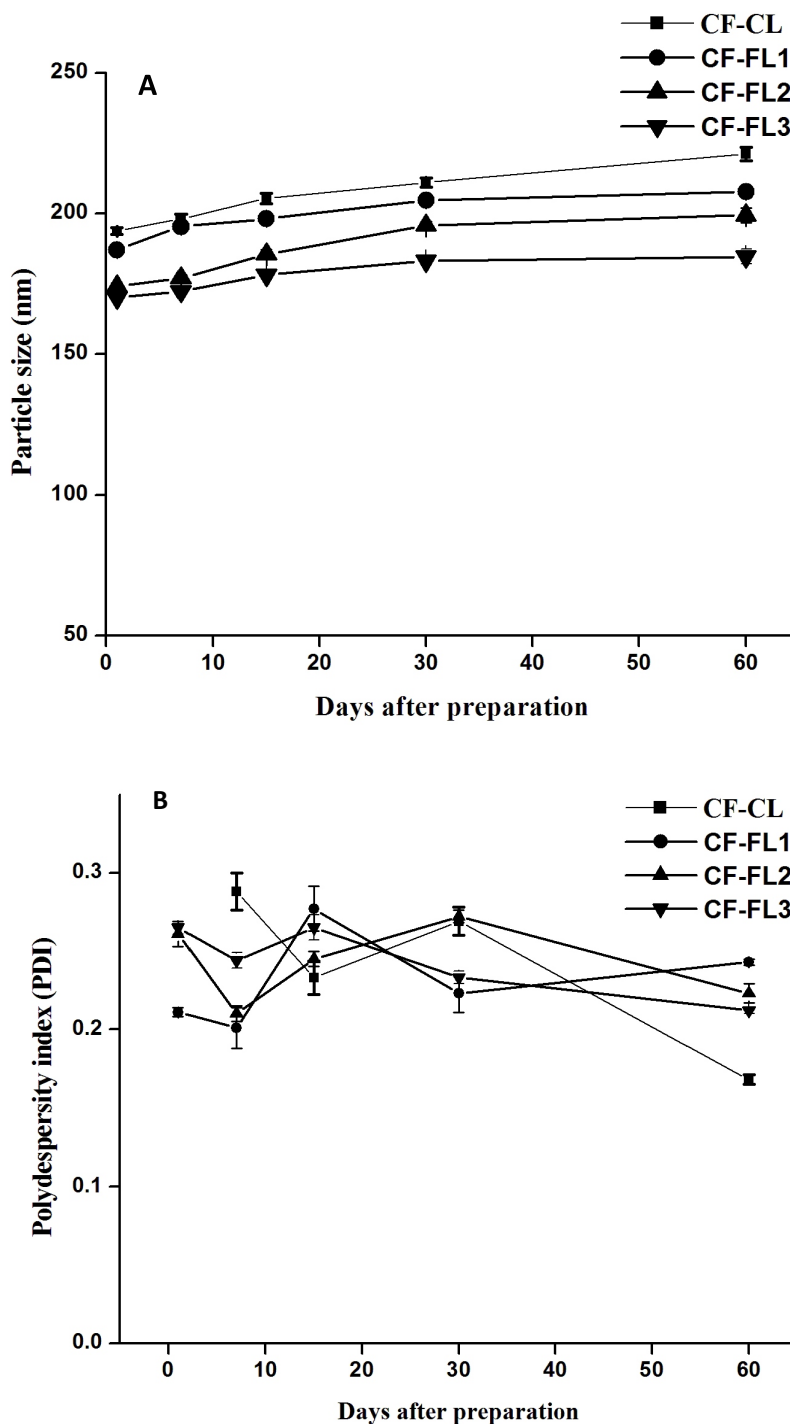 CF-CL
CF-FL1
CF-FL2
CF-FL3
A
250
200
150
100
50
Particle size (nm)
0 10 20 30 40 50 60
Days after preparation
B
CF-CL
CF-FL1
CF-FL2
CF-FL3
0.3
0.2
0.1
0.0
Polydespersity index (PDI)
0 10 20 30 40 50 60
Days after preparation